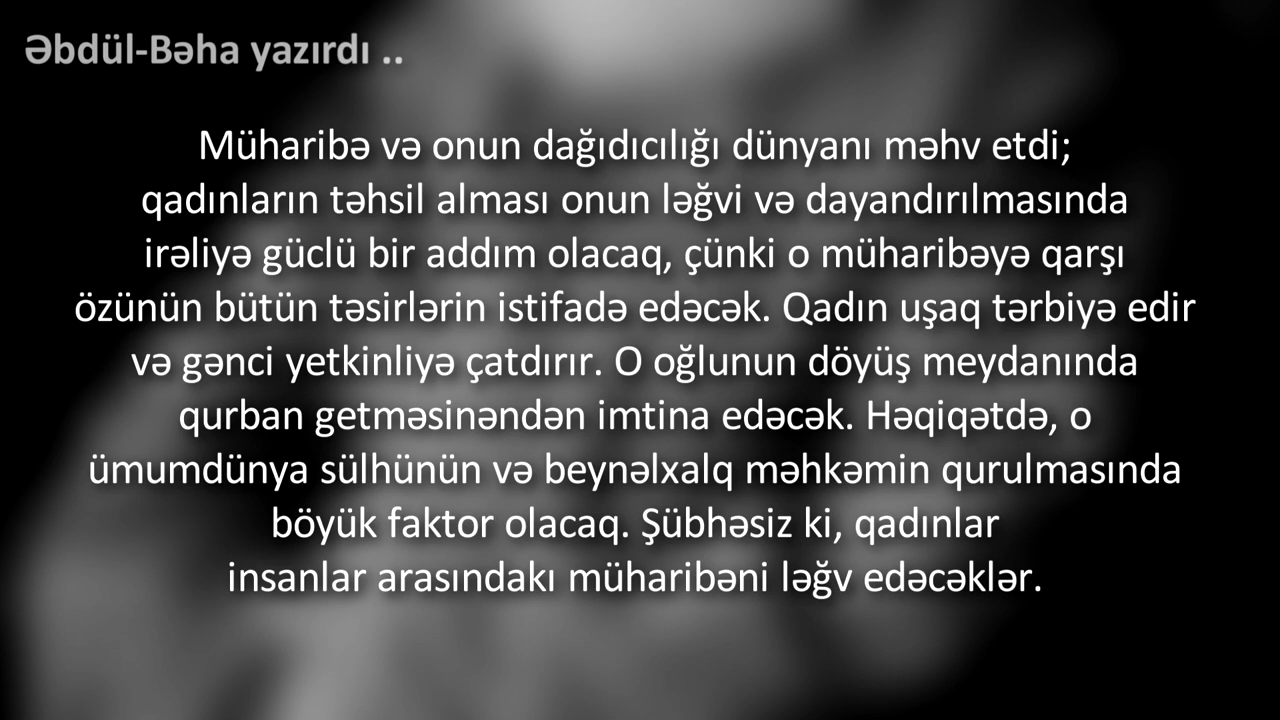 Əbdül-Bəha yazırdı ..
Müharibə və onun dağıdıcılığı dünyanı məhv etdi;
qadınların təhsil alması onun ləğvi və dayandırılmasında
irəliyə güclü bir addım olacaq, çünki o müharibəyə qarşı
özünün bütün təsirlərin istifadə edəcək. Qadın uşaq tərbiyə edir
və gənci yetkinliyə çatdırır. O oğlunun döyüş meydanında
qurban getməsinəndən imtina edəcək. Həqiqətdə, o
ümumdünya sülhünün və beynəlxalq məhkəmin qurulmasında
böyük faktor olacaq. Şübhəsiz ki, qadınlar
insanlar arasındakı müharibəni ləğv edəcəklər.